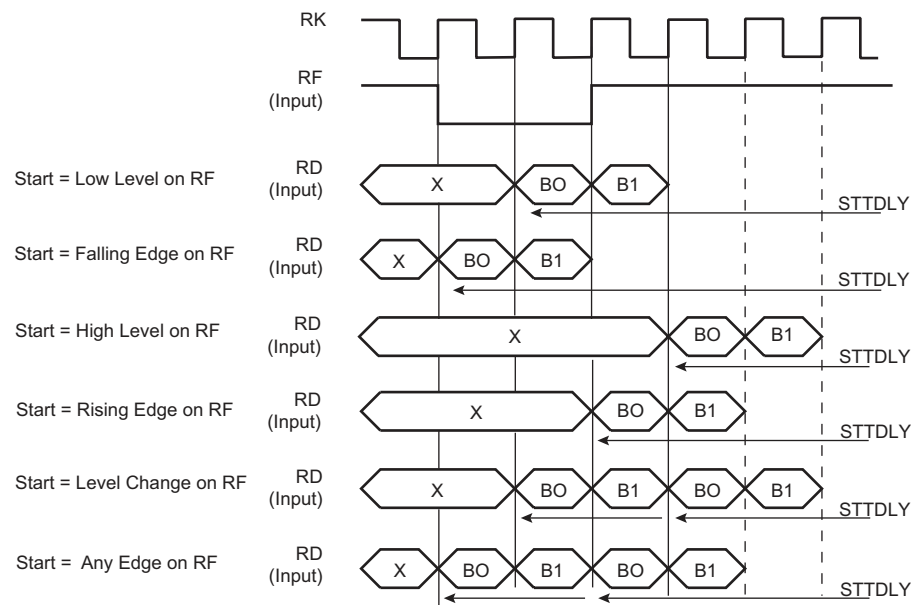 RK
RF
(Input)
Start = Low Level on RF
RD
(Input)
X
BO
B1
STTDLY
Start = Falling Edge on RF
RD
(Input)
X
BO
B1
STTDLY
Start = High Level on RF
RD
(Input)
X
BO
B1
STTDLY
Start = Rising Edge on RF
RD
(Input)
X
BO
B1
STTDLY
Start = Level Change on RF
RD
(Input)
X
BO
B1
BO
B1
STTDLY
Start = Any Edge on RF
RD
(Input)
X
BO
B1
BO
B1
STTDLY